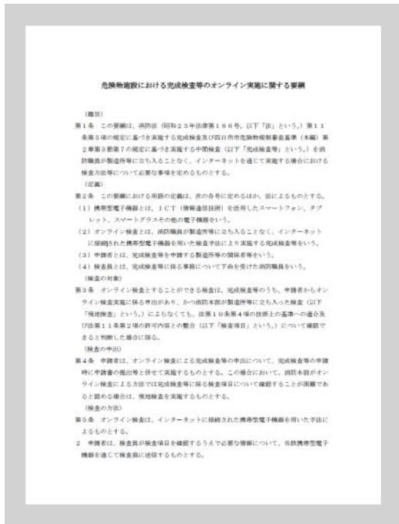 危険物施設における完成検査等のオンライン実施に関する要綱
（趣旨）
第１条　この要綱は、消防法（昭和２３年法律第１８６号。以下「法」という。）第１１
条第５項の規定に基づき実施する完成検査及び四日市市危険物規制審査基準（本編）第
２章第３節第７の規定に基づき実施する中間検査（以下「完成検査等」という。）を消
防職員が製造所等に立ち入ることなく、インターネットを通じて実施する場合における
検査方法等について必要な事項を定めるものとする。
（定義）
第２条　この要綱における用語の定義は、次の各号に定めるほか、法によるものとする。
（１）携帯型電子機器とは、ＩＣＴ（情報通信技術）を活用したスマートフォン、タブ
レット、スマートグラスその他の電子機器をいう。
（２）オンライン検査とは、消防職員が製造所等に立ち入ることなく、インターネット
に接続された携帯型電子機器を用いた検査手法により実施する完成検査等をいう。
（３）申請者とは、完成検査等を申請する製造所等の関係者等をいう。
（４）検査員とは、完成検査等に係る事務について下命を受けた消防職員をいう。
（検査の対象）
第３条　オンライン検査とすることができる検査は、完成検査等のうち、申請者からオン
ライン検査実施に係る申出があり、かつ消防本部が製造所等に立ち入った検査（以下
「現地検査」という。）によらなくても、法第１０条第４項の技術上の基準への適合及
び法第１１条第２項の許可内容との整合（以下「検査項目」という。）について確認で
きると判断した場合に限る。
（検査の申出）
第４条　申請者は、オンライン検査による完成検査等の申出について、完成検査等の申請
時に申請書の提出等と併せて実施するものとする。この場合において、消防本部がオン
ライン検査による方法では完成検査等に係る検査項目について確認することが困難であ
ると認める場合は、現地検査を実施するものとする。
（検査の方法）
第５条　オンライン検査は、インターネットに接続された携帯型電子機器を用いた手法に
よるものとする。
２　申請者は、検査員が検査項目を確認するうえで必要な情報について、当該携帯型電子
機器を通じて検査員に送信するものとする。